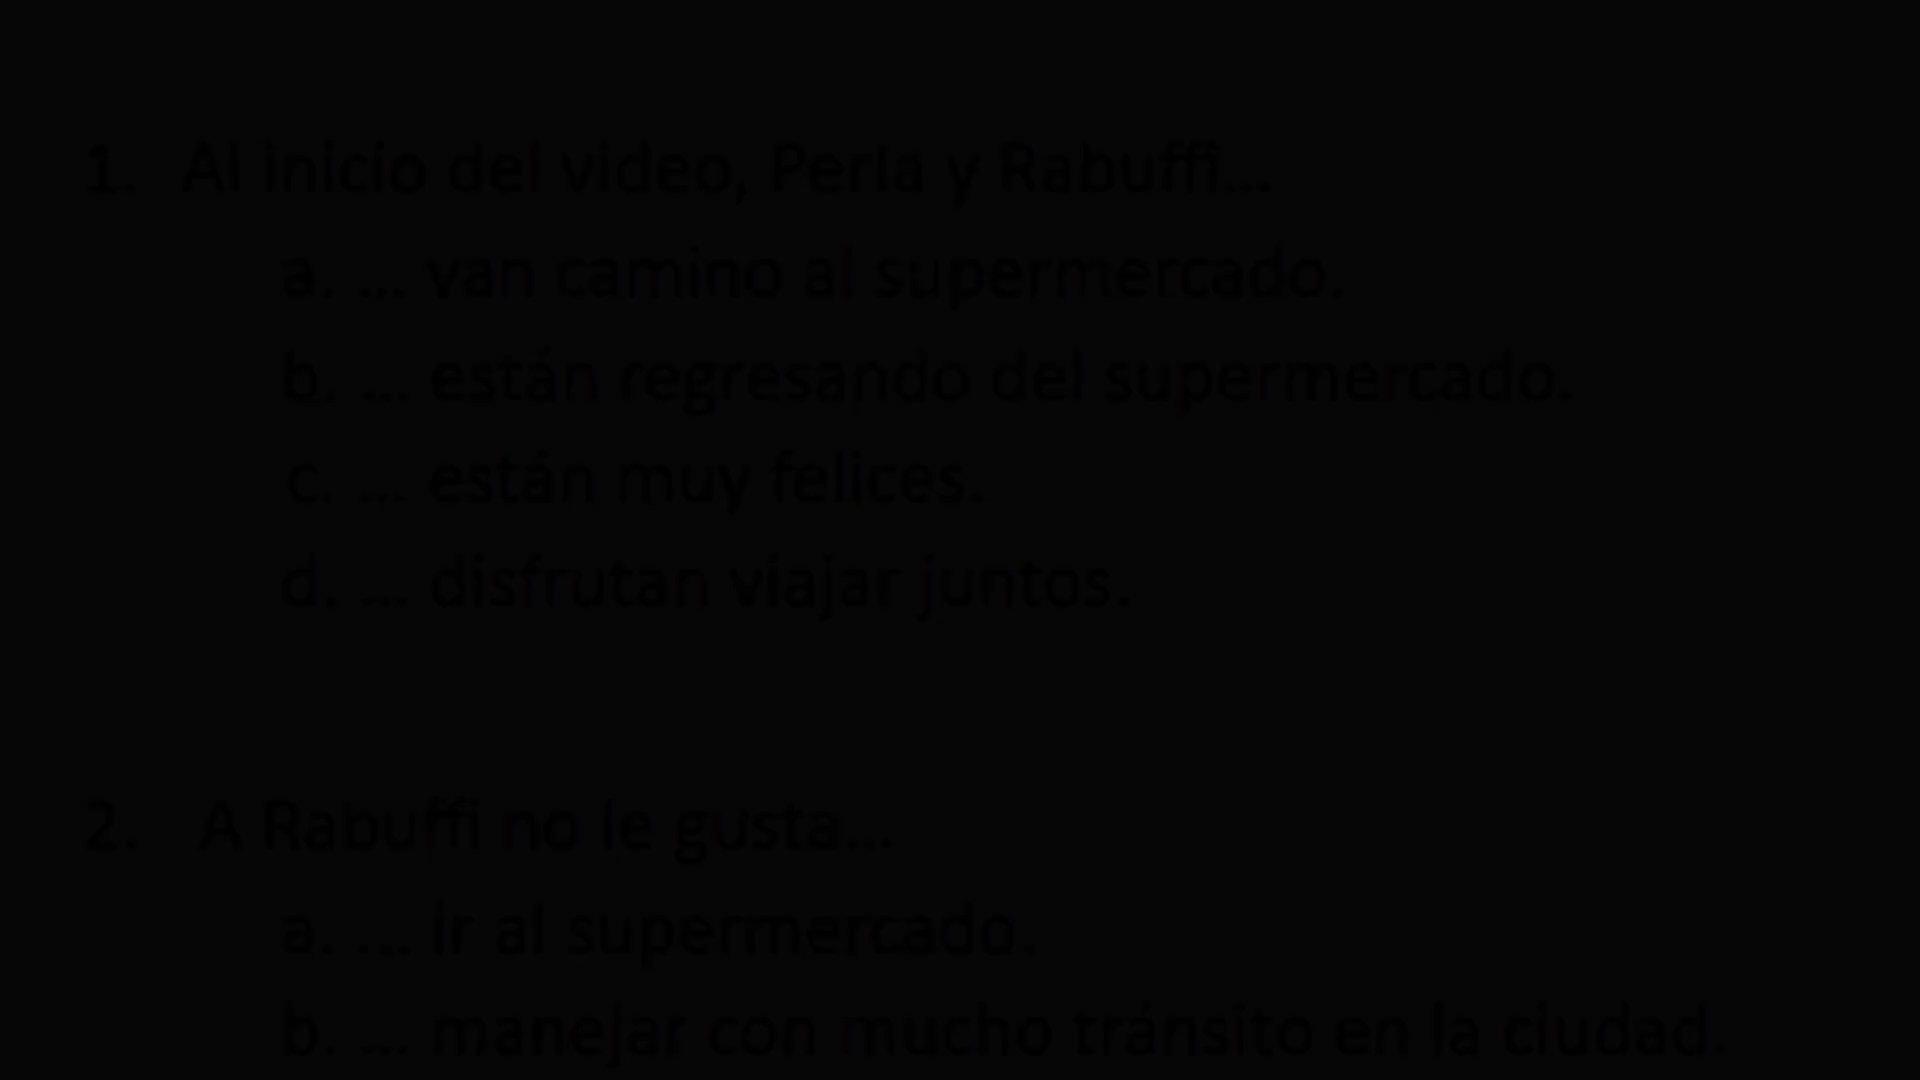 1. Al inicio del video, Perla y Rabuffi...
a. ... van camino al supermercado.
b. ... están regresando del supermercado.
c. ... están muy felices.
d. ... disfrutan viajar juntos.
2. A Rabuffi no le gusta...
a. ... ir al supermercado.
b. ... manejar con mucho tránsito en la ciudad.